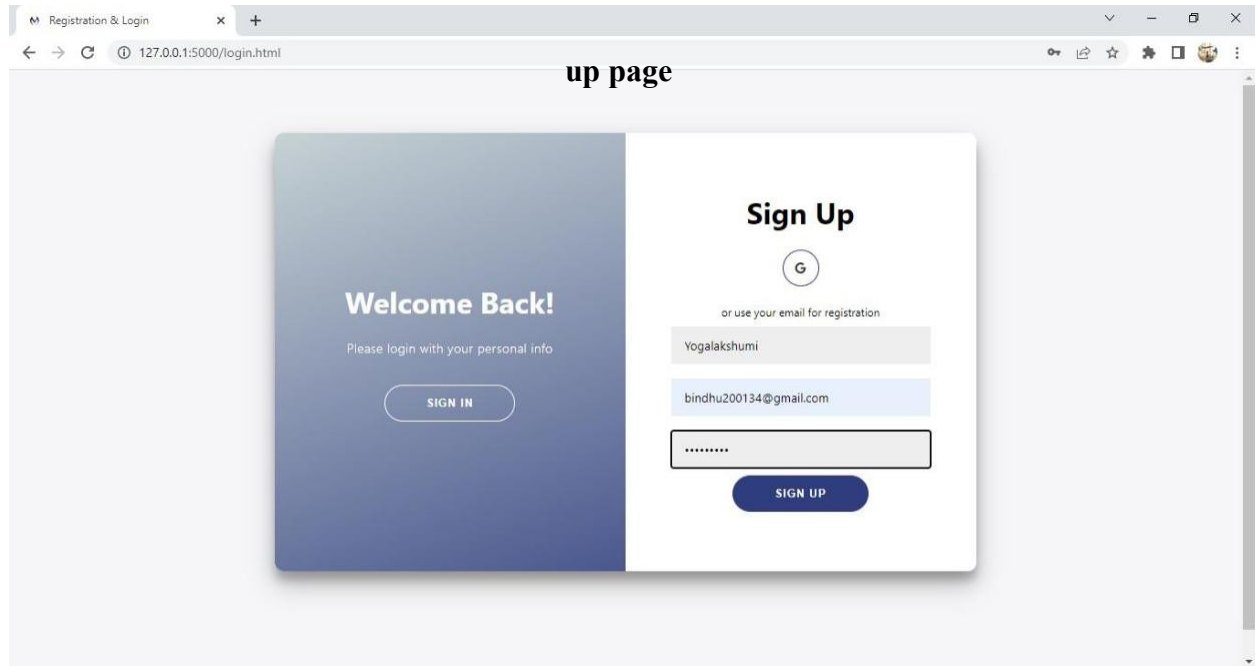 Registration & Login
127.0.0.1:5000/login.html
up page
Welcome Back!
Please login with your personal info
SIGN IN
Sign Up
G
or use your email for registration
Yogalakshumi
bindhu200134@gmail.com
•••••••••
SIGN UP